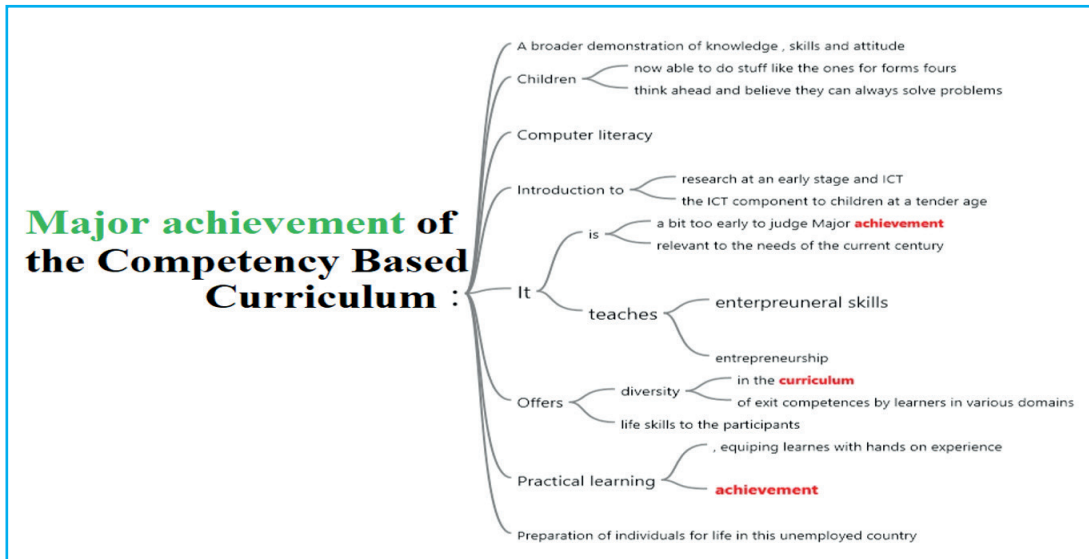 Major achievement of
the Competency Based
Curriculum :
A broader demonstration of knowledge , skills and attitude
Children
now able to do stuff like the ones for forms fours
think ahead and believe they can always solve problems
Computer literacy
Introduction to
research at an early stage and ICT
the ICT component to children at a tender age
It
is
a bit too early to judge Major achievement
relevant to the needs of the current century
teaches
enterpreuneral skills
entrepreneurship
Offers
diversity
in the curriculum
of exit competences by learners in various domains
life skills to the participants
Practical learning
, equiping learnes with hands on experience
achievement
Preparation of individuals for life in this unemployed country